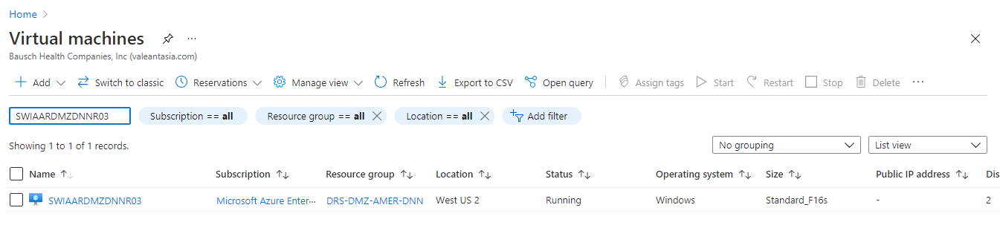 Home
Virtual machines
Bausch Health Companies, Inc (valeantasia.com)
Add Switch to classic Reservations Manage view Refresh Export to CSV Open query Assign tags Start Restart Stop Delete
SWIAARDMZDNNR03 Subscription == all Resource group == all Location == all Add filter
Showing 1 to 1 of 1 records. No grouping List view
Name Subscription Resource group Location Status Operating system Size Public IP address Dis
SWIAARDMZDNNR03 Microsoft Azure Enter··· DRS-DMZ-AMER-DNN West US 2 Running Windows Standard_F16s - 2